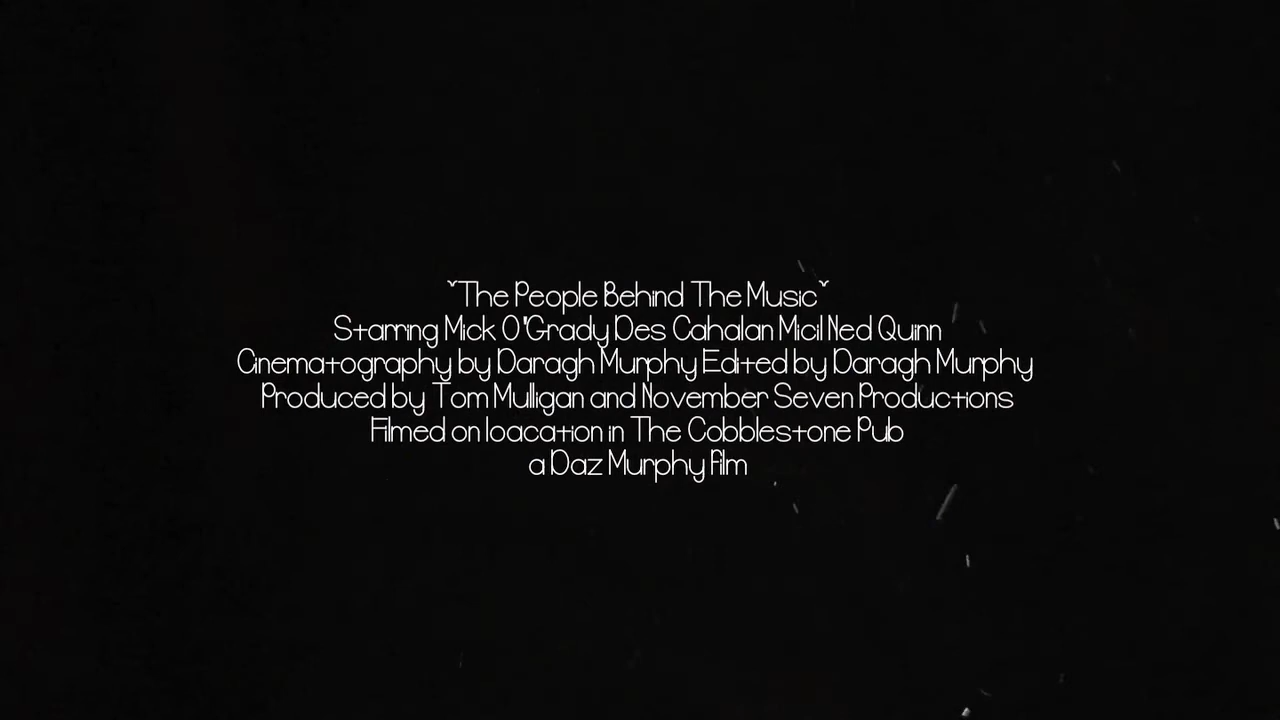 "The People Behind The Music"
Starring Mick O'Grady Des Cahalan Micil Ned Quinn
Cinematography by Daragh Murphy Edited by Daragh Murphy
Produced by Tom Mulligan and November Seven Productions
Filmed on loacation in The Cobblestone Pub
a Daz Murphy film